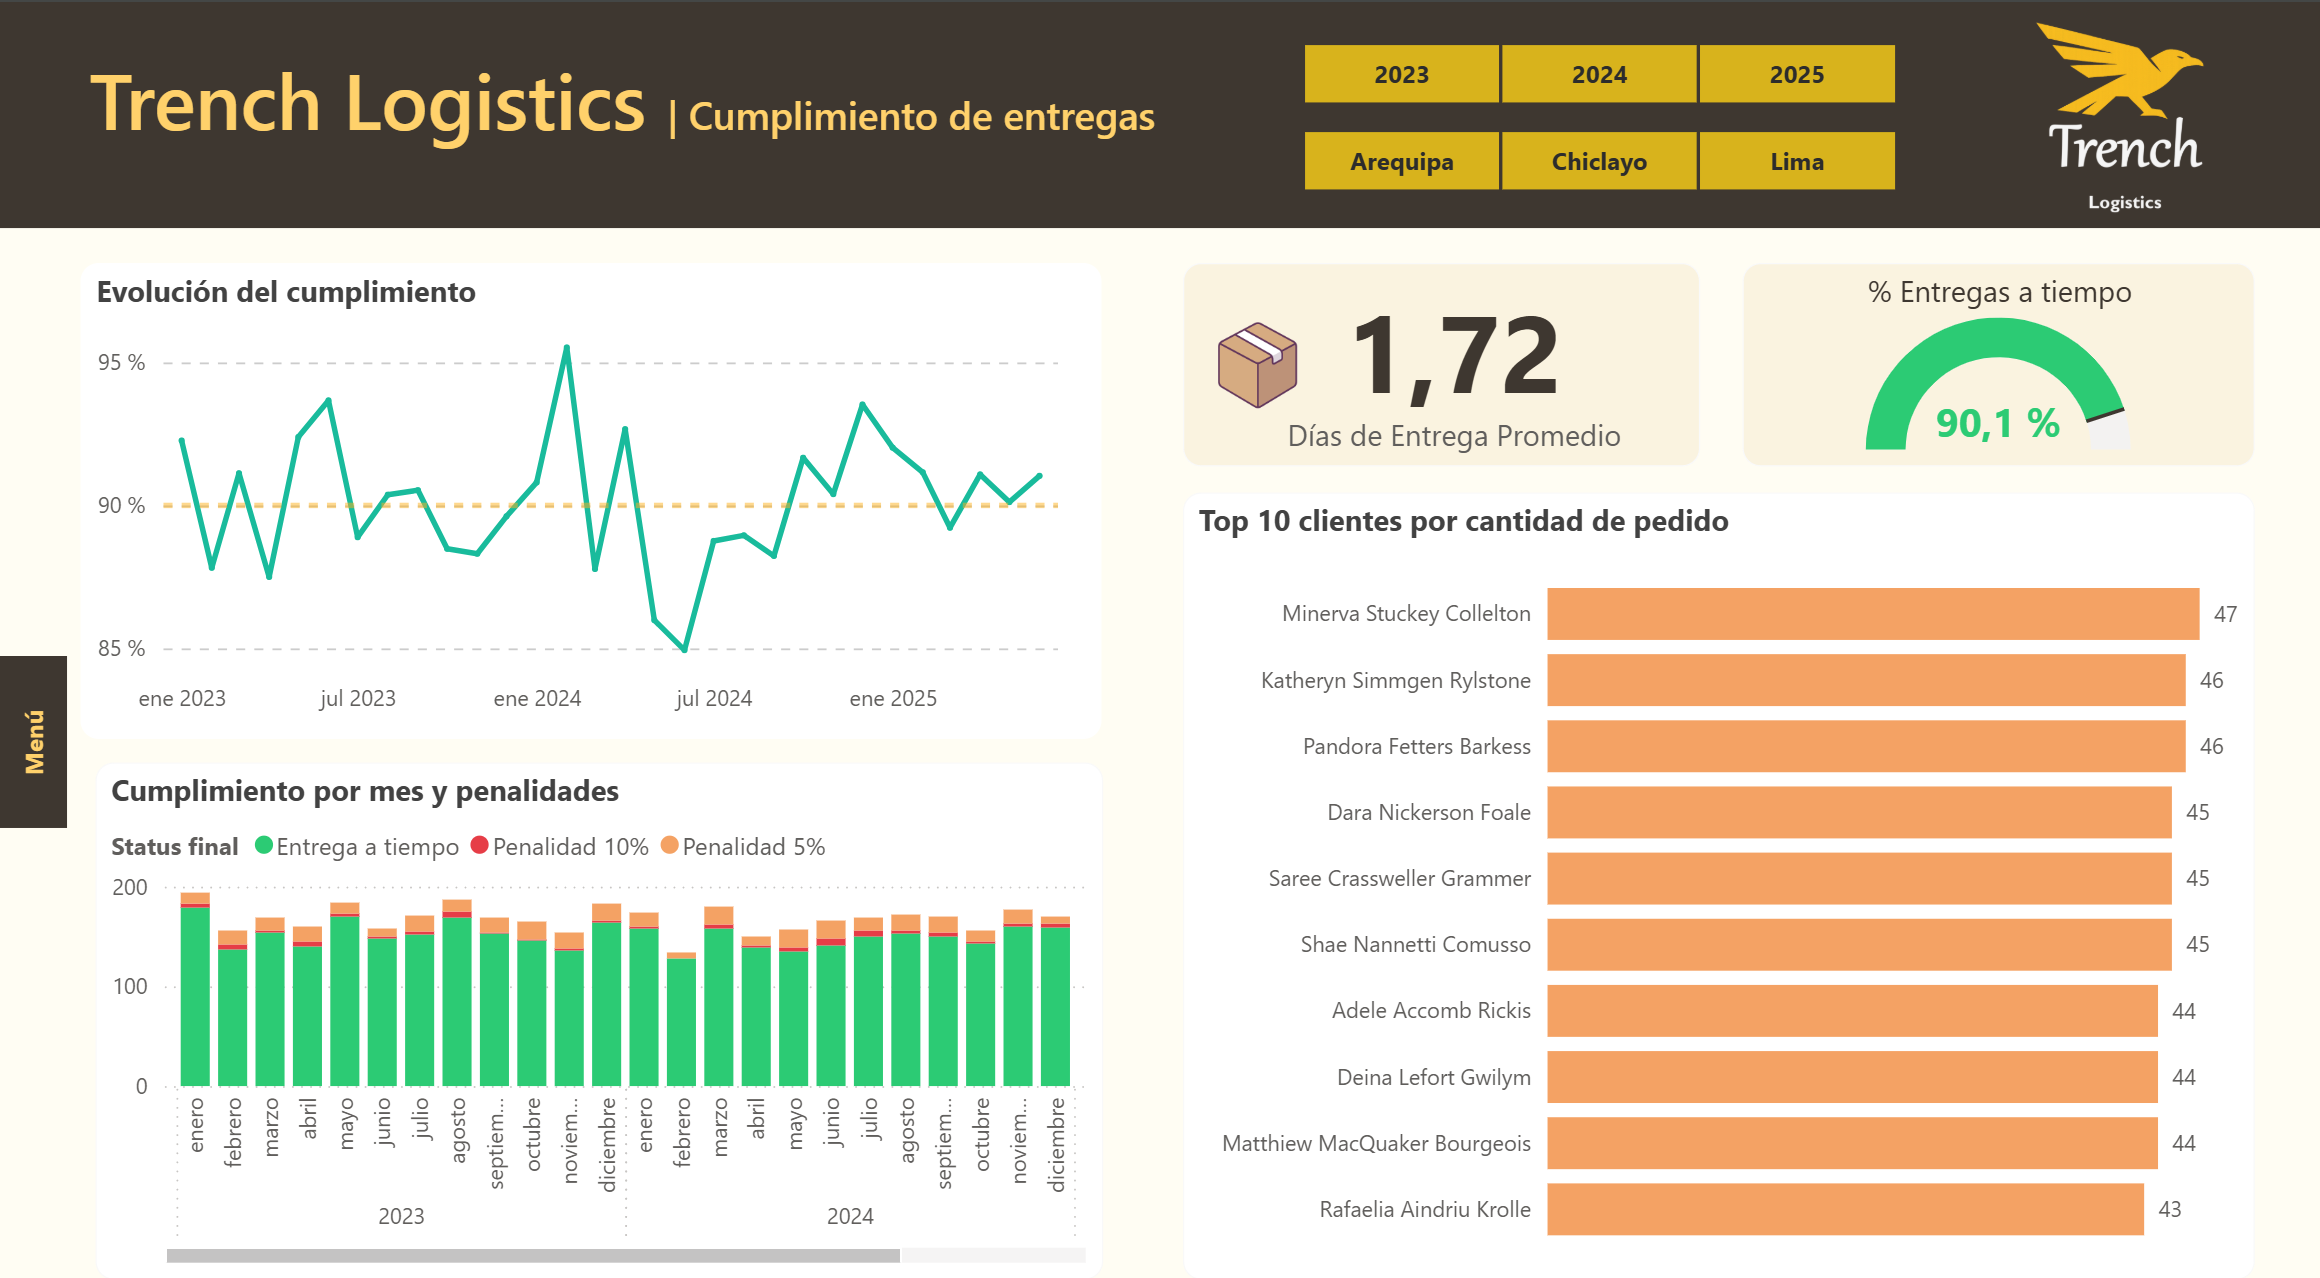 Trench Logistics | Cumplimiento de entregas
2023
2024
2025
Arequipa
Chiclayo
Lima
Trench
Logistics
Menú
Evolución del cumplimiento
95 %
90 %
85 %
ene 2023
jul 2023
ene 2024
jul 2024
ene 2025
1,72
Días de Entrega Promedio
% Entregas a tiempo
90,1 %
Cumplimiento por mes y penalidades
Status final
Entrega a tiempo
Penalidad 10%
Penalidad 5%
200
100
0
enero
febrero
marzo
abril
mayo
junio
julio
agosto
septiem...
octubre
noviem...
diciembre
enero
febrero
marzo
abril
mayo
junio
julio
agosto
septiem...
octubre
noviem...
diciembre
2023
2024
Top 10 clientes por cantidad de pedido
Minerva Stuckey Collelton 47
Katheryn Simmgen Rylstone 46
Pandora Fetters Barkess 46
Dara Nickerson Foale 45
Saree Crassweller Grammer 45
Shae Nannetti Comusso 45
Adele Accomb Rickis 44
Deina Lefort Gwilym 44
Matthiew MacQuaker Bourgeois 44
Rafaelia Aindriu Krolle 43